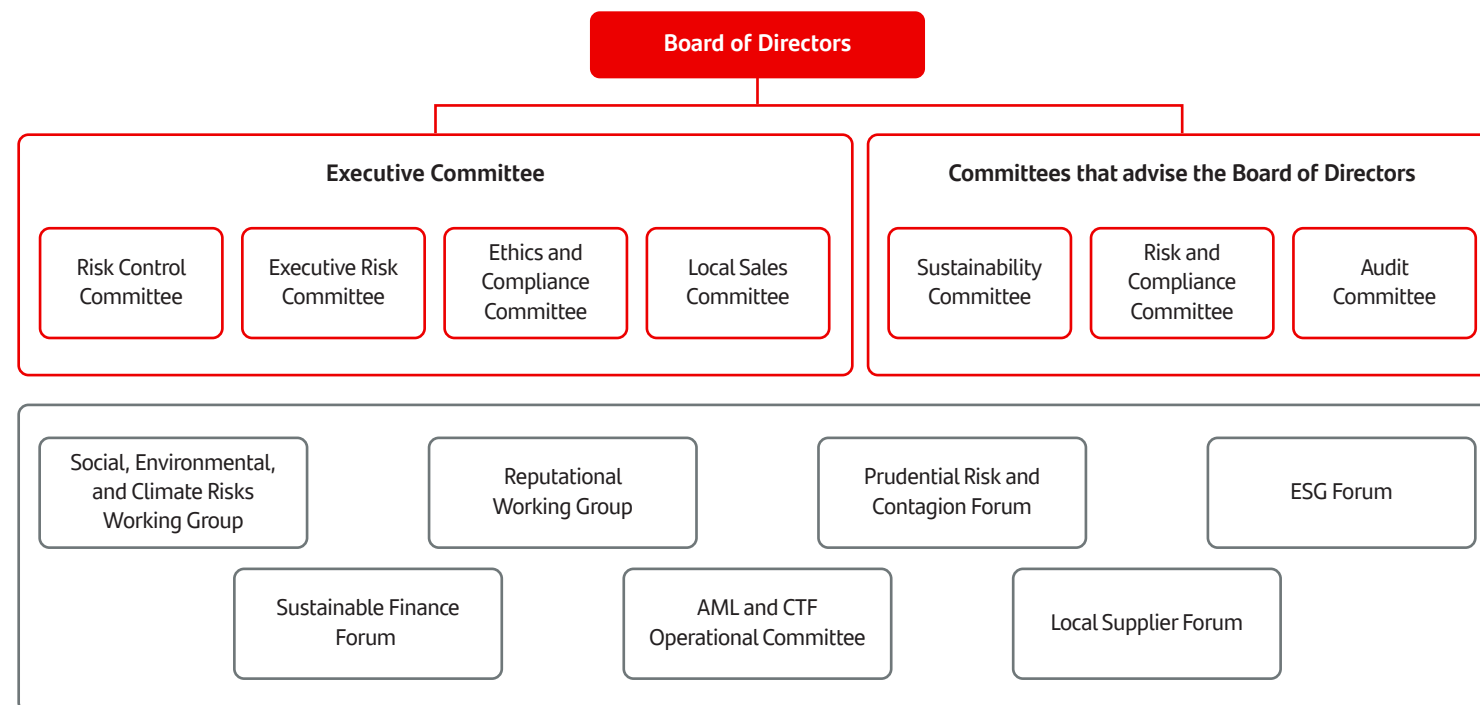 Board of Directors
Executive Committee
Risk Control
Committee
Executive Risk
Committee
Ethics and
Compliance
Committee
Local Sales
Committee
Committees that advise the Board of Directors
Sustainability
Committee
Risk and
Compliance
Committee
Audit
Committee
Social, Environmental,
and Climate Risks
Working Group
Reputational
Working Group
Prudential Risk and
Contagion Forum
ESG Forum
Sustainable Finance
Forum
AML and CTF
Operational Committee
Local Supplier Forum